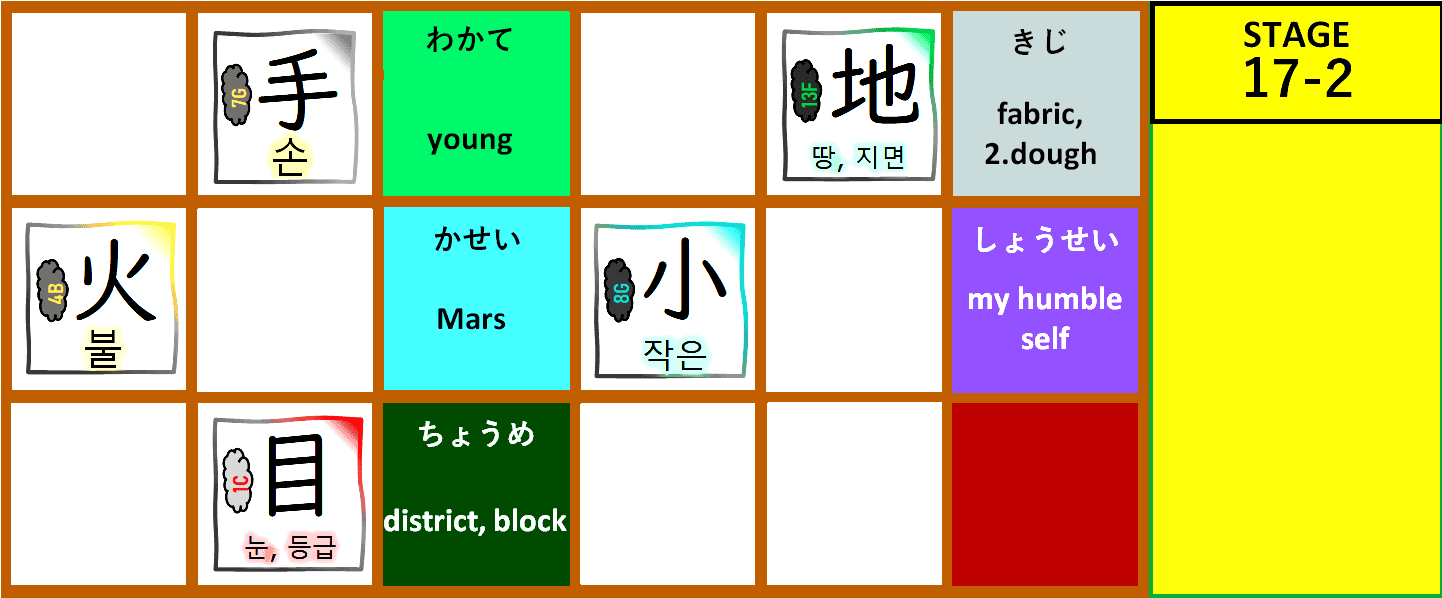 7G
手
손
わかて
young
13F
地
땅, 지면
きじ
fabric,
2.dough
STAGE
17-2
4B
火
불
かせい
Mars
8G
小
작은
しょうせい
my humble
self
1C
目
눈, 등급
ちょうめ
district, block